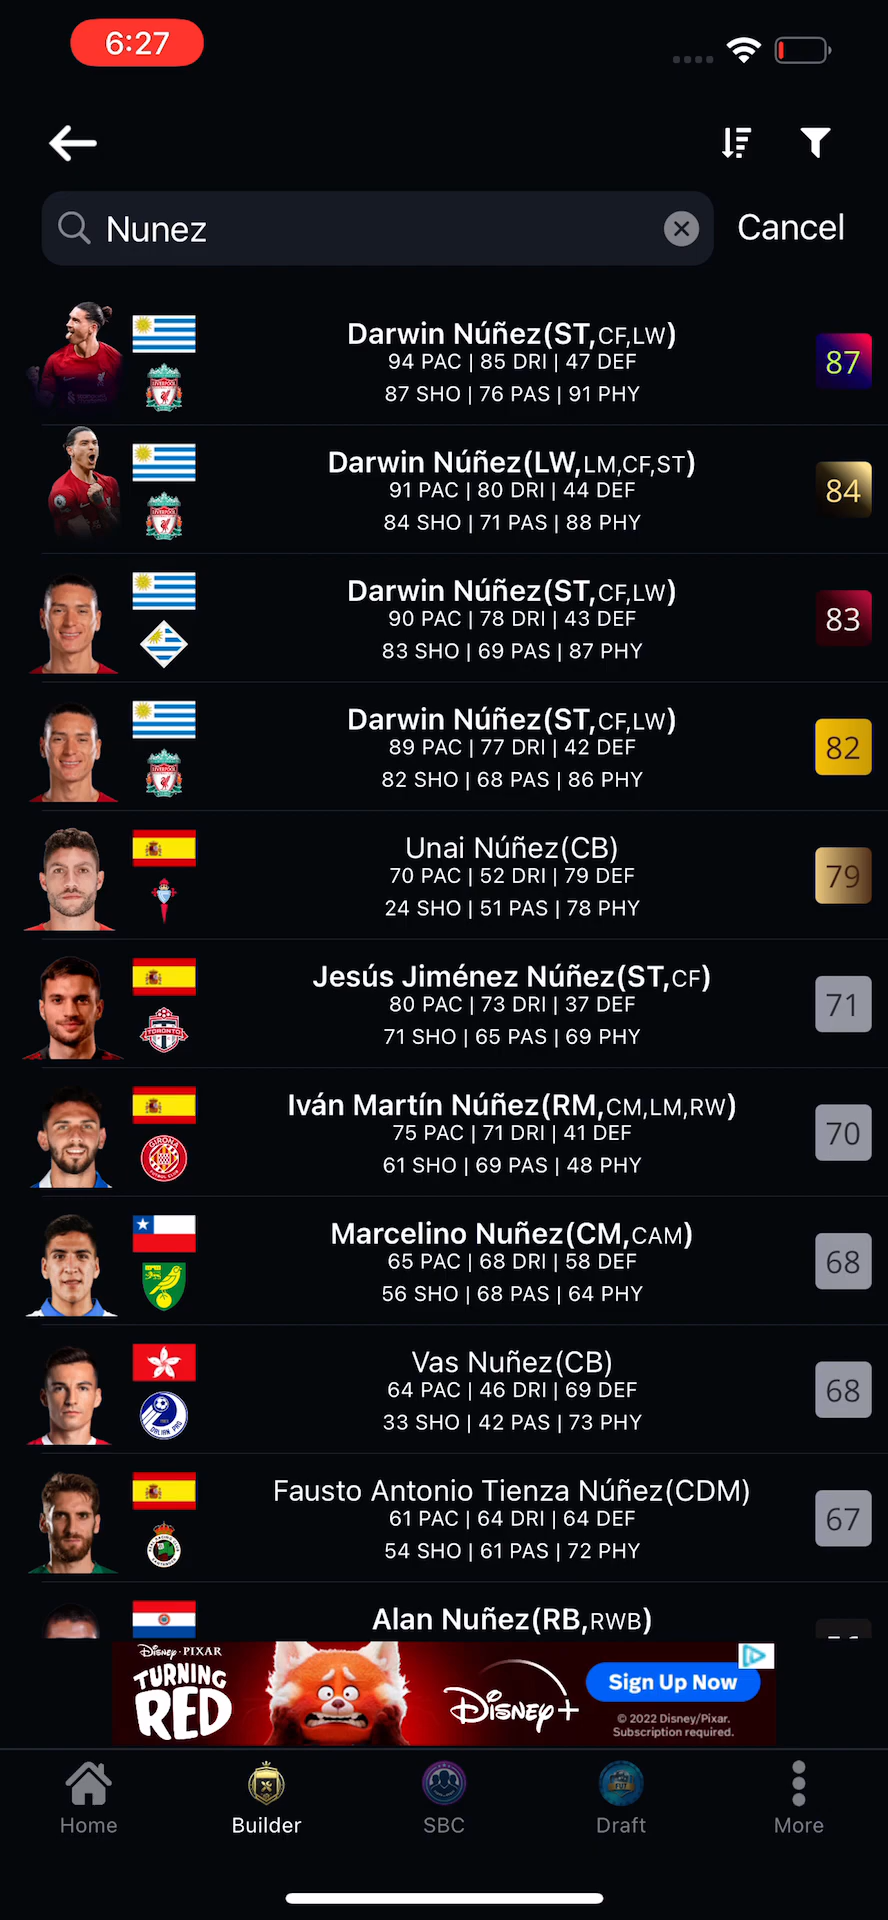 6:27
Nunez
Cancel
Darwin Núñez(ST,CF,LW)
94 PAC | 85 DRI | 47 DEF
87 SHO | 76 PAS | 91 PHY
87
Darwin Núñez(LW,LM,CF,ST)
91 PAC | 80 DRI | 44 DEF
84 SHO | 71 PAS | 88 PHY
84
Darwin Núñez(ST,CF,LW)
90 PAC | 78 DRI | 43 DEF
83 SHO | 69 PAS | 87 PHY
83
Darwin Núñez(ST,CF,LW)
89 PAC | 77 DRI | 42 DEF
82 SHO | 68 PAS | 86 PHY
82
Unai Núñez(CB)
70 PAC | 52 DRI | 79 DEF
24 SHO | 51 PAS | 78 PHY
79
Jesús Jiménez Núñez(ST,CF)
80 PAC | 73 DRI | 37 DEF
71 SHO | 65 PAS | 69 PHY
71
TORONTO
Iván Martín Núñez(RM,CM,LM,RW)
75 PAC | 71 DRI | 41 DEF
61 SHO | 69 PAS | 48 PHY
70
GIRONA
Marcelino Nuñez(CM,CAM)
65 PAC | 68 DRI | 58 DEF
56 SHO | 68 PAS | 64 PHY
68
Vas Nuñez(CB)
64 PAC | 46 DRI | 69 DEF
33 SHO | 42 PAS | 73 PHY
68
DALIAN PRO
Fausto Antonio Tienza Núñez(CDM)
61 PAC | 64 DRI | 64 DEF
54 SHO | 61 PAS | 72 PHY
67
Alan Nuñez(RB,RWB)
Disney · PIXAR
TURNING
RED
Disney+
Sign Up Now
© 2022 Disney/Pixar.
Subscription required.
Home
Builder
SBC
Draft
More